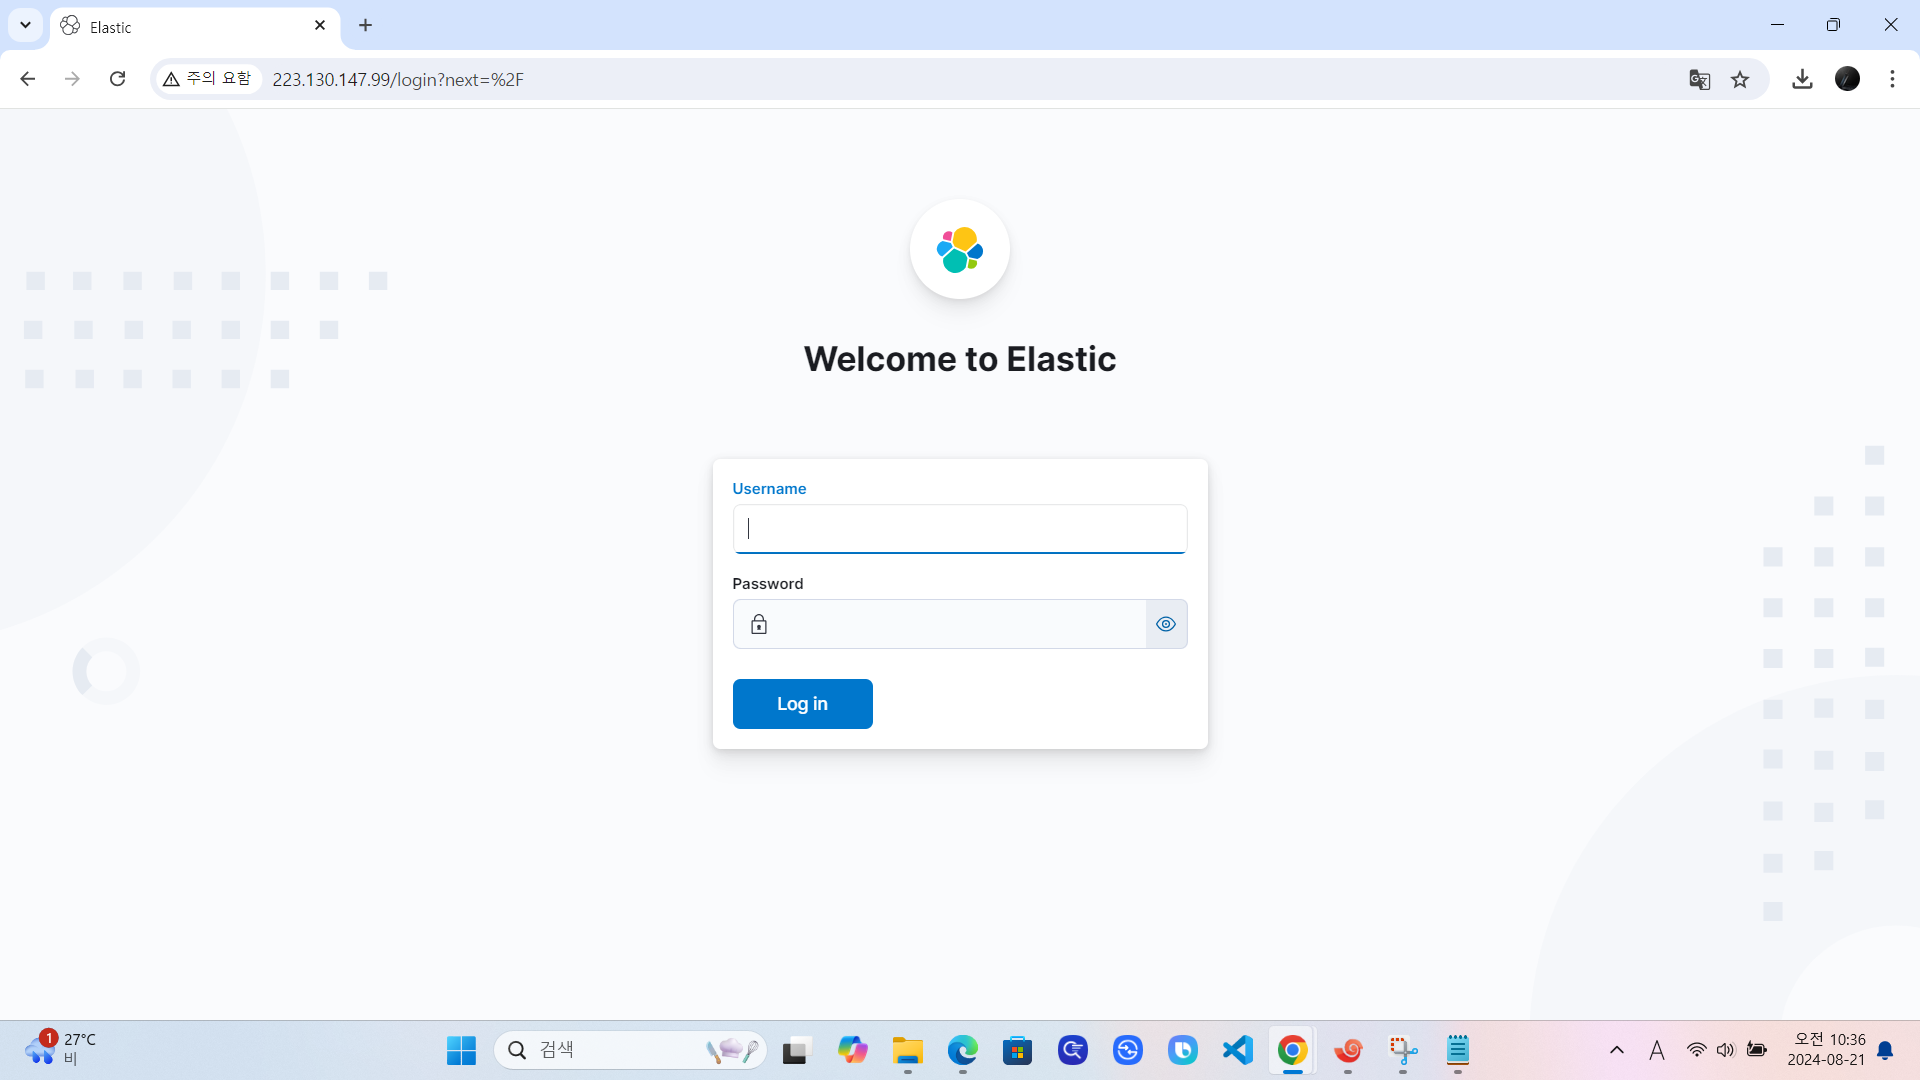 Elastic
주의 요함
223.130.147.99/login?next=%2F
Welcome to Elastic
Username
Password
Log in
1
27°C
비
검색
A
오전 10:36
2024-08-21